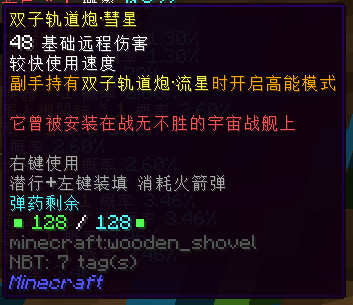 双子轨道炮·彗星
48 基础远程伤害
较快使用速度
副手持有双子轨道炮·流星时开启高能模式
它曾被安装在战无不胜的宇宙战舰上
右键使用
潜行+左键装填 消耗火箭弹
弹药剩余
▪ 128 / 128 ▪
minecraft:wooden_shovel
NBT: 7 tag(s)
Minecraft